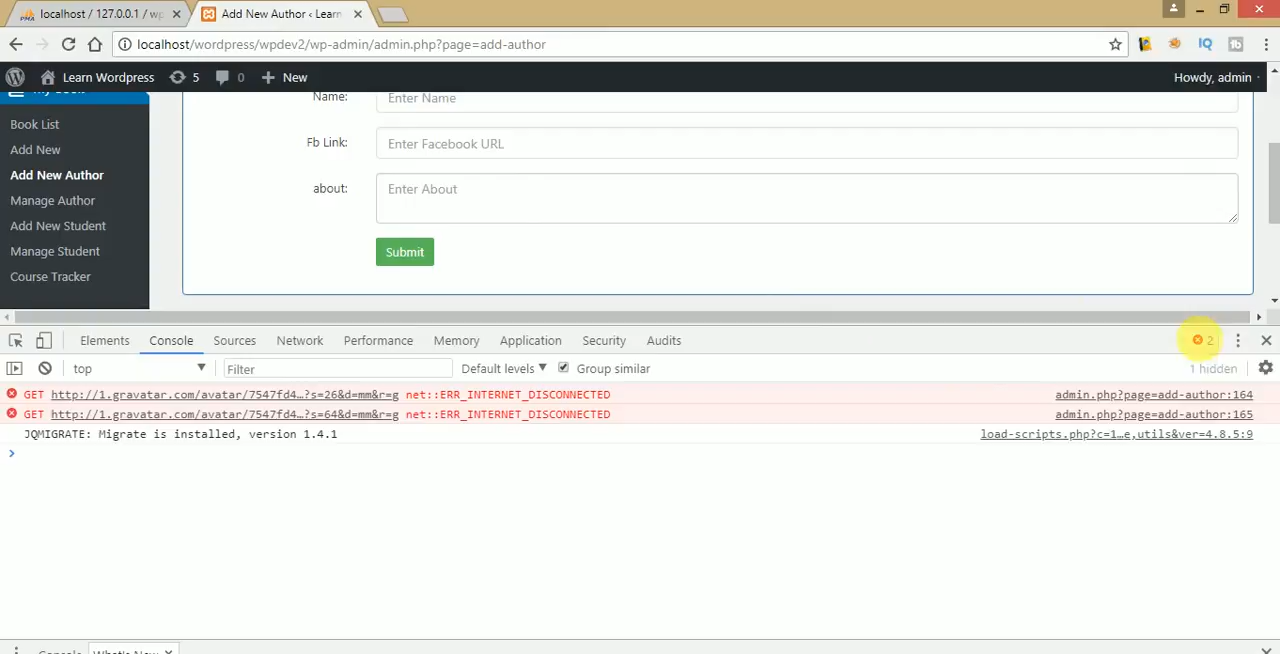 localhost / 127.0.0.1 / wp
Add New Author ‹ Learn
localhost/wordpress/wpdev2/wp-admin/admin.php?page=add-author
Learn Wordpress 5 0 New Howdy, admin
Book List
Add New
Add New Author
Manage Author
Add New Student
Manage Student
Course Tracker
Name: Enter Name
Fb Link: Enter Facebook URL
about: Enter About
Submit
Elements Console Sources Network Performance Memory Application Security Audits 2
top Filter Default levels Group similar 1 hidden
GET http://1.gravatar.com/avatar/7547fd4…?s=26&d=mm&r=g net::ERR_INTERNET_DISCONNECTED admin.php?page=add-author:164
GET http://1.gravatar.com/avatar/7547fd4…?s=64&d=mm&r=g net::ERR_INTERNET_DISCONNECTED admin.php?page=add-author:165
JQMIGRATE: Migrate is installed, version 1.4.1 load-scripts.php?c=1…e,utils&ver=4.8.5:9
Console What's New